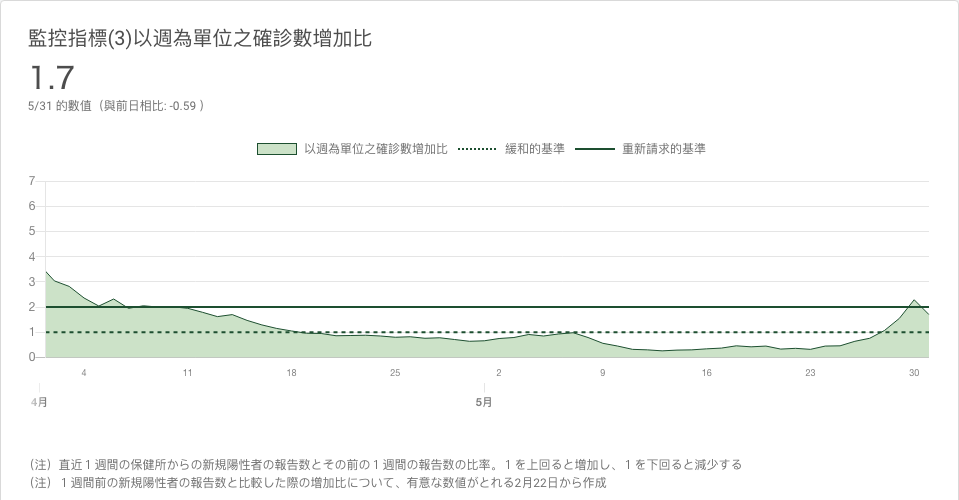 監控指標(3)以週為單位之確診數增加比
1.7
5/31 的數值（與前日相比: -0.59 ）
以週為單位之確診數增加比 緩和的基準 重新請求的基準
7
6
5
4
3
2
1
0
4 11 18 25 2 9 16 23 30
4月 5月
（注）直近１週間の保健所からの新規陽性者の報告数とその前の１週間の報告数の比率。１を上回ると増加し、１を下回ると減少する
（注）１週間前の新規陽性者の報告数と比較した際の増加比について、有意な数値がとれる2月22日から作成